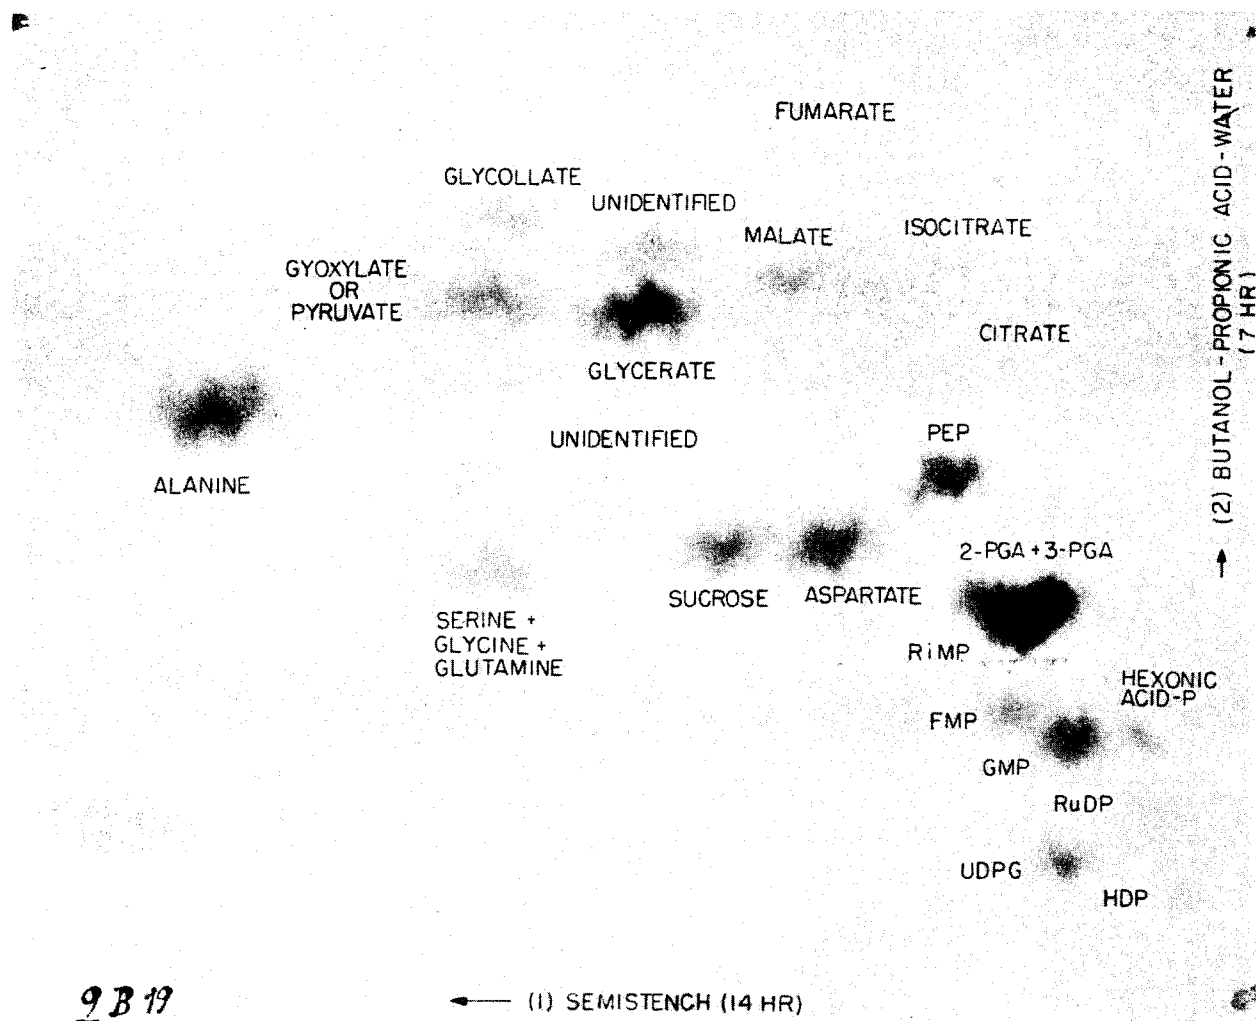 FUMARATE
GLYCOLLATE
UNIDENTIFIED
MALATE
ISOCITRATE
GYOXYLATE
OR
PYRUVATE
CITRATE
GLYCERATE
UNIDENTIFIED
PEP
ALANINE
2-PGA + 3-PGA
SUCROSE
ASPARTATE
SERINE +
GLYCINE +
GLUTAMINE
RiMP
HEXONIC
ACID-P
FMP
GMP
RuDP
UDPG
HDP
(2) BUTANOL-PROPIONIC ACID-WATER
(7 HR)
9 B 19
(1) SEMISTENCH (14 HR)